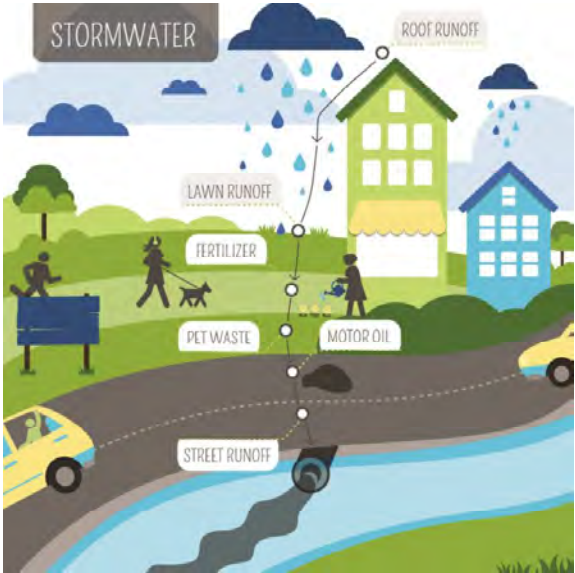 STORMWATER
ROOF RUNOFF
LAWN RUNOFF
FERTILIZER
PET WASTE
MOTOR OIL
STREET RUNOFF